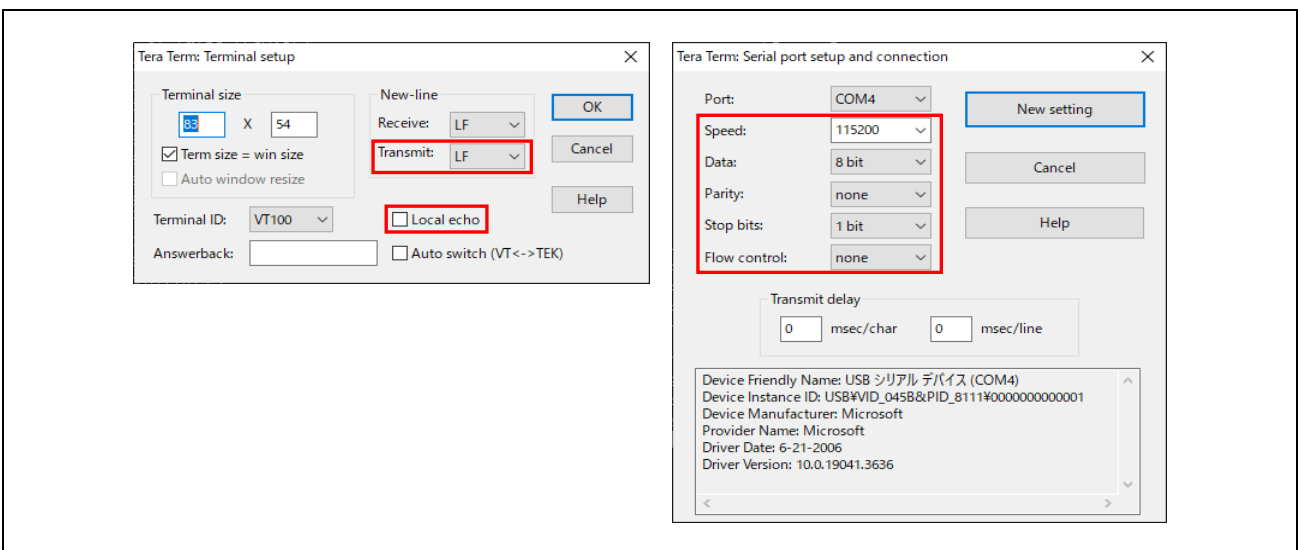 Tera Term: Terminal setup
Terminal size
83 X 54
Term size = win size
Auto window resize
New-line
Receive: LF
Transmit: LF
OK
Cancel
Help
Terminal ID: VT100
Local echo
Answerback:
Auto switch (VT<->TEK)
Tera Term: Serial port setup and connection
Port: COM4
Speed: 115200
Data: 8 bit
Parity: none
Stop bits: 1 bit
Flow control: none
New setting
Cancel
Help
Transmit delay
0 msec/char 0 msec/line
Device Friendly Name: USB シリアル デバイス (COM4)
Device Instance ID: USB¥VID_045B&PID_8111¥0000000000001
Device Manufacturer: Microsoft
Provider Name: Microsoft
Driver Date: 6-21-2006
Driver Version: 10.0.19041.3636